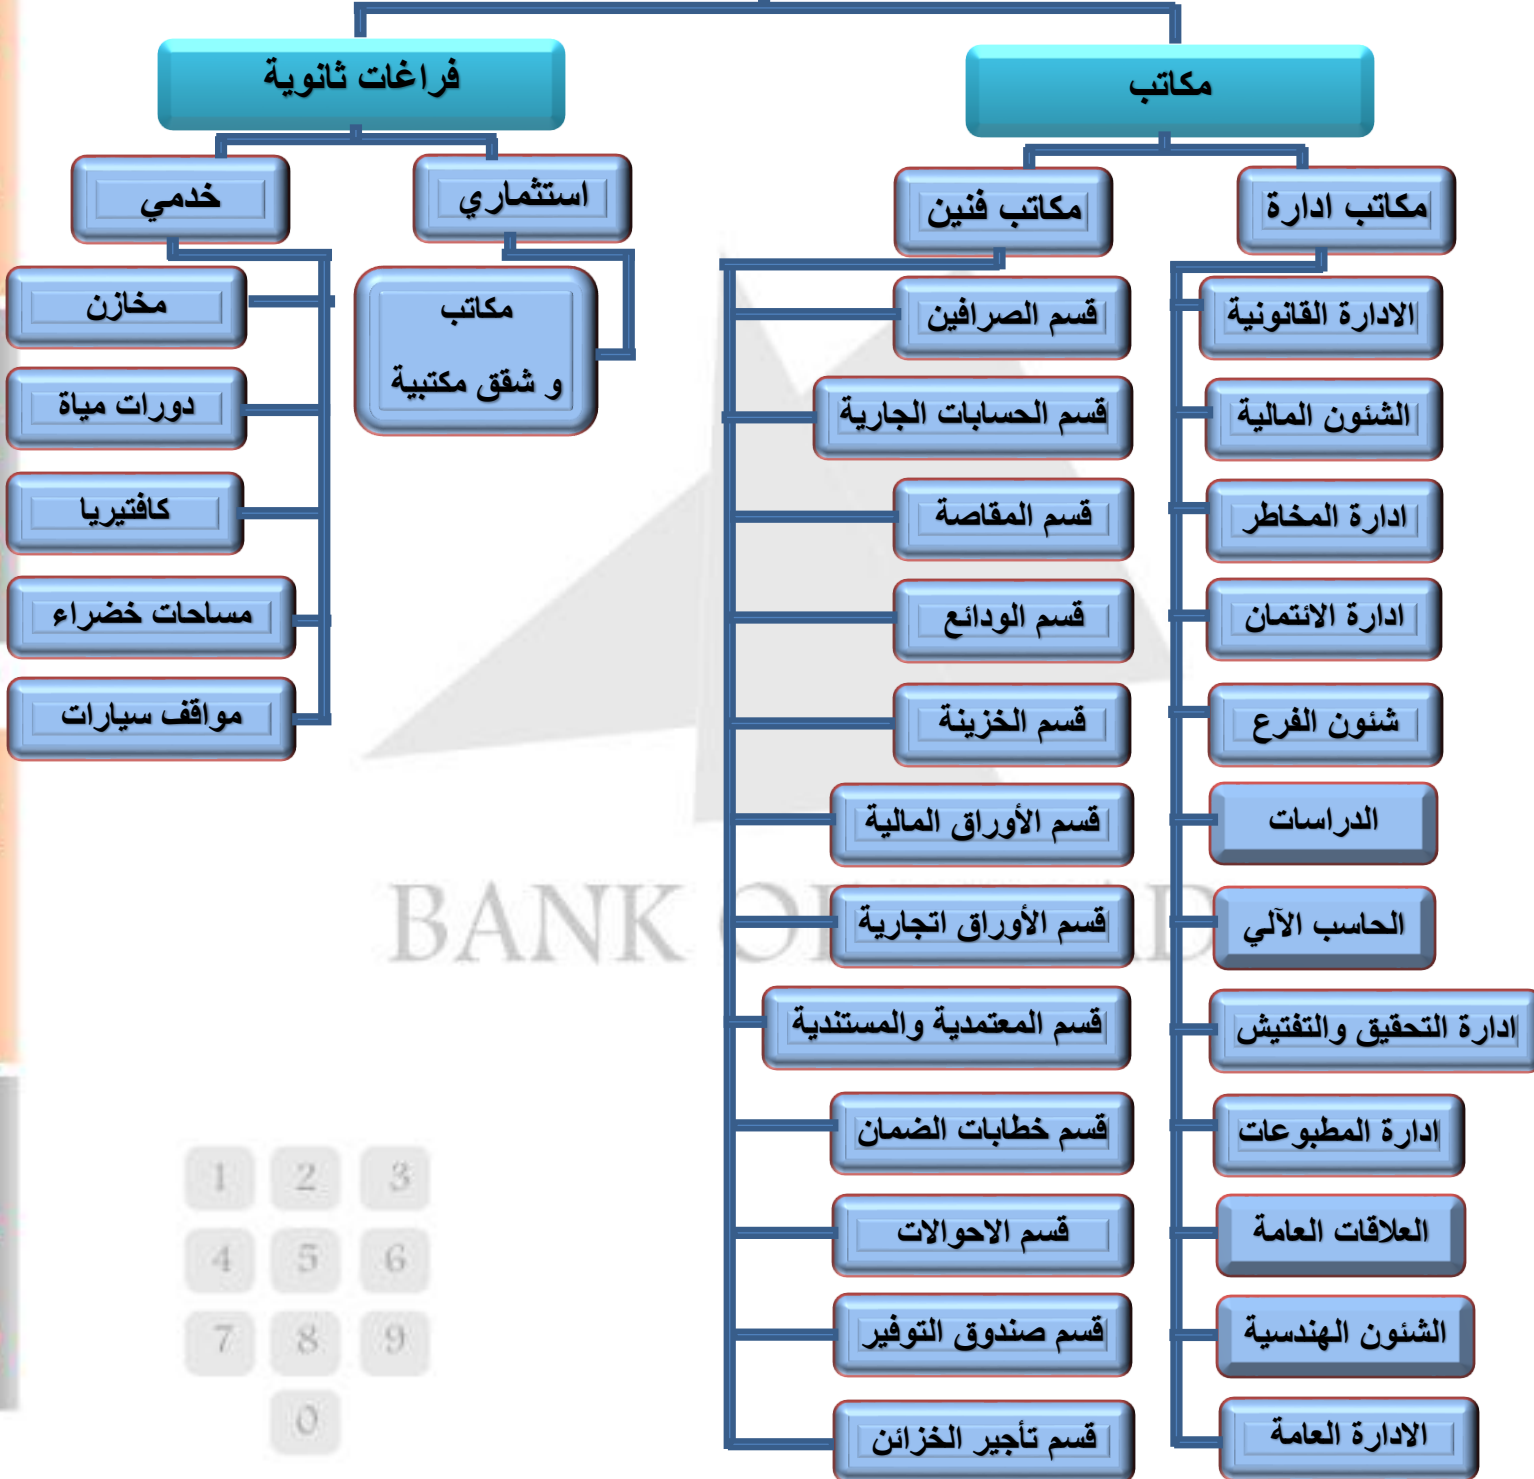 مكاتب
فراغات ثانوية
مكاتب ادارة
مكاتب فنين
استثماري
خدمي
الادارة القانونية
الشئون المالية
ادارة المخاطر
ادارة الائتمان
شئون الفرع
الدراسات
الحاسب الآلي
ادارة التحقيق والتفتيش
ادارة المطبوعات
العلاقات العامة
الشئون الهندسية
الادارة العامة
قسم الصرافين
قسم الحسابات الجارية
قسم المقاصة
قسم الودائع
قسم الخزينة
قسم الأوراق المالية
قسم الأوراق اتجارية
قسم المعتمدية والمستندية
قسم خطابات الضمان
قسم الاحوالات
قسم صندوق التوفير
قسم تأجير الخزائن
مكاتب
و شقق مكتبية
مخازن
دورات مياة
كافتيريا
مساحات خضراء
مواقف سيارات
BANK
1 2 3
4 5 6
7 8 9
0